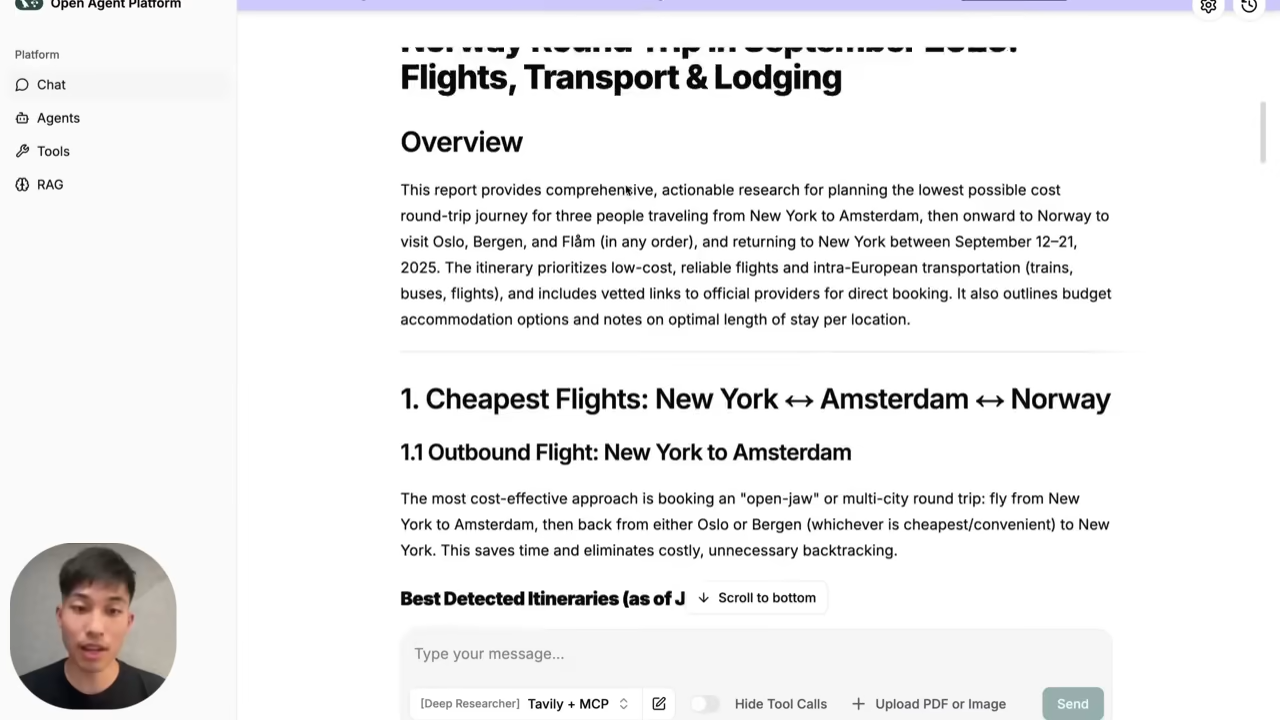 Open Agent Platform
Platform
Chat
Agents
Tools
RAG
Norway Round Trip in September 2025:
Flights, Transport & Lodging
Overview
This report provides comprehensive, actionable research for planning the lowest possible cost
round-trip journey for three people traveling from New York to Amsterdam, then onward to Norway to
visit Oslo, Bergen, and Flåm (in any order), and returning to New York between September 12–21,
2025. The itinerary prioritizes low-cost, reliable flights and intra-European transportation (trains,
buses, flights), and includes vetted links to official providers for direct booking. It also outlines budget
accommodation options and notes on optimal length of stay per location.
1. Cheapest Flights: New York ↔ Amsterdam ↔ Norway
1.1 Outbound Flight: New York to Amsterdam
The most cost-effective approach is booking an "open-jaw" or multi-city round trip: fly from New
York to Amsterdam, then back from either Oslo or Bergen (whichever is cheapest/convenient) to New
York. This saves time and eliminates costly, unnecessary backtracking.
Best Detected Itineraries (as of J
Scroll to bottom
Type your message...
[Deep Researcher] Tavily + MCP
Hide Tool Calls
Upload PDF or Image
Send